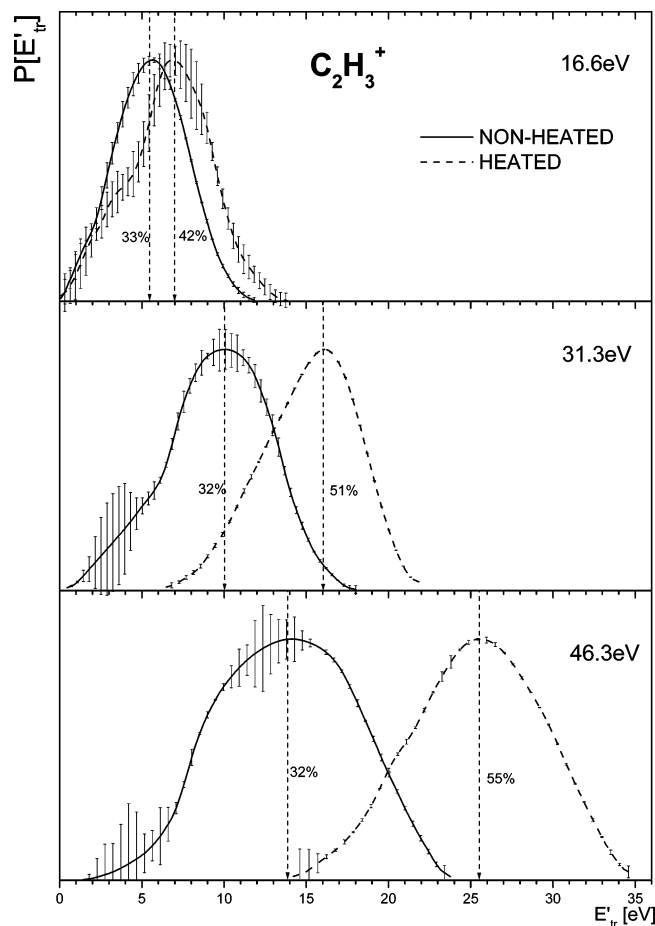 P[E'tr]
C2H3+
16.6eV
NON-HEATED
HEATED
33%
42%
31.3eV
32%
51%
46.3eV
32%
55%
0 5 10 15 20 25 30 35
E'tr [eV]